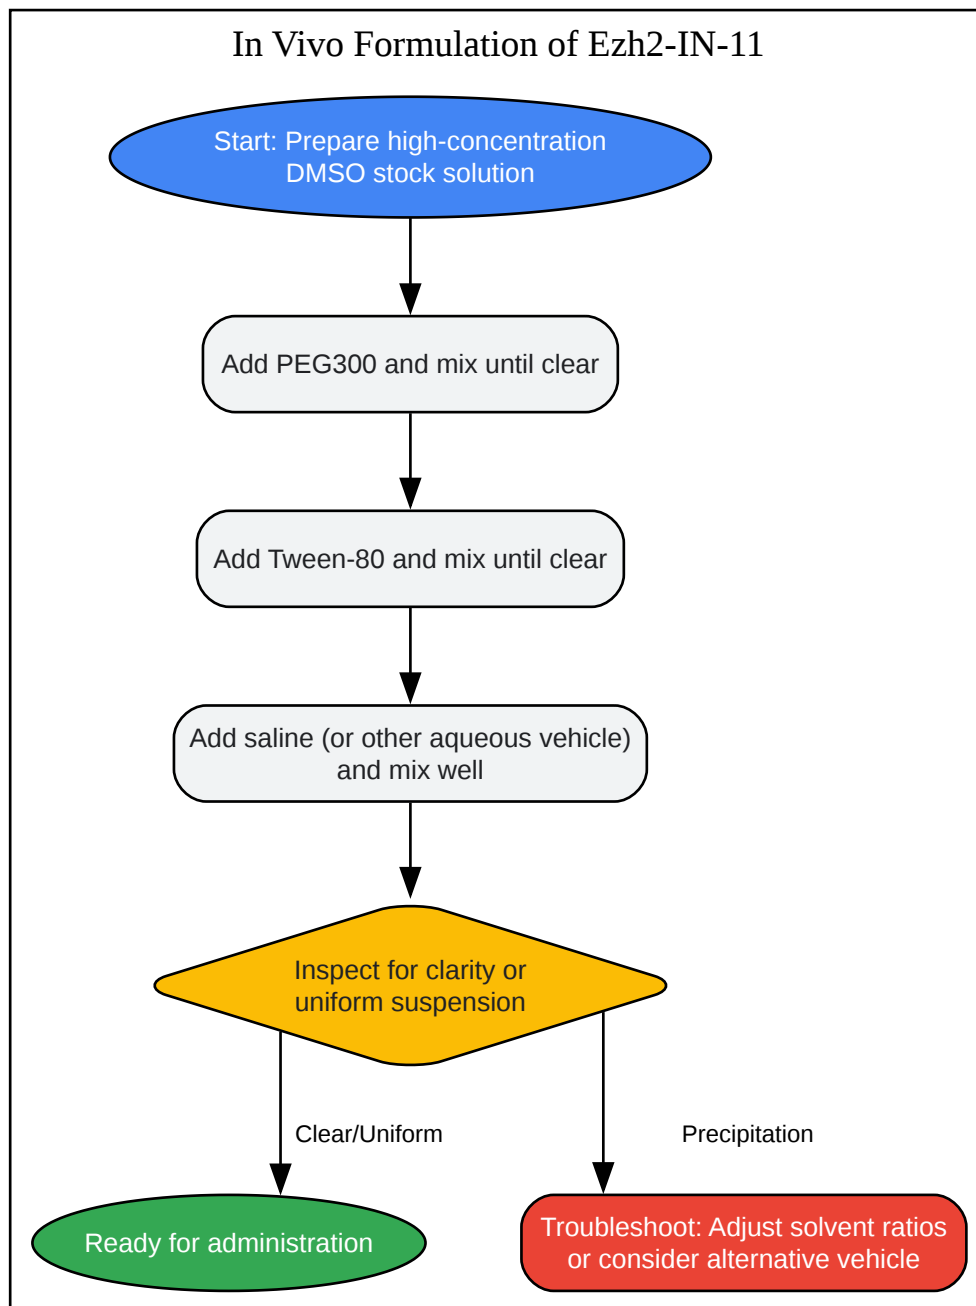 In Vivo Formulation of Ezh2-IN-11
Start: Prepare high-concentration
DMSO stock solution
Add PEG300 and mix until clear
Add Tween-80 and mix until clear
Add saline (or other aqueous vehicle)
and mix well
Inspect for clarity or
uniform suspension
Clear/Uniform
Precipitation
Ready for administration
Troubleshoot: Adjust solvent ratios
or consider alternative vehicle